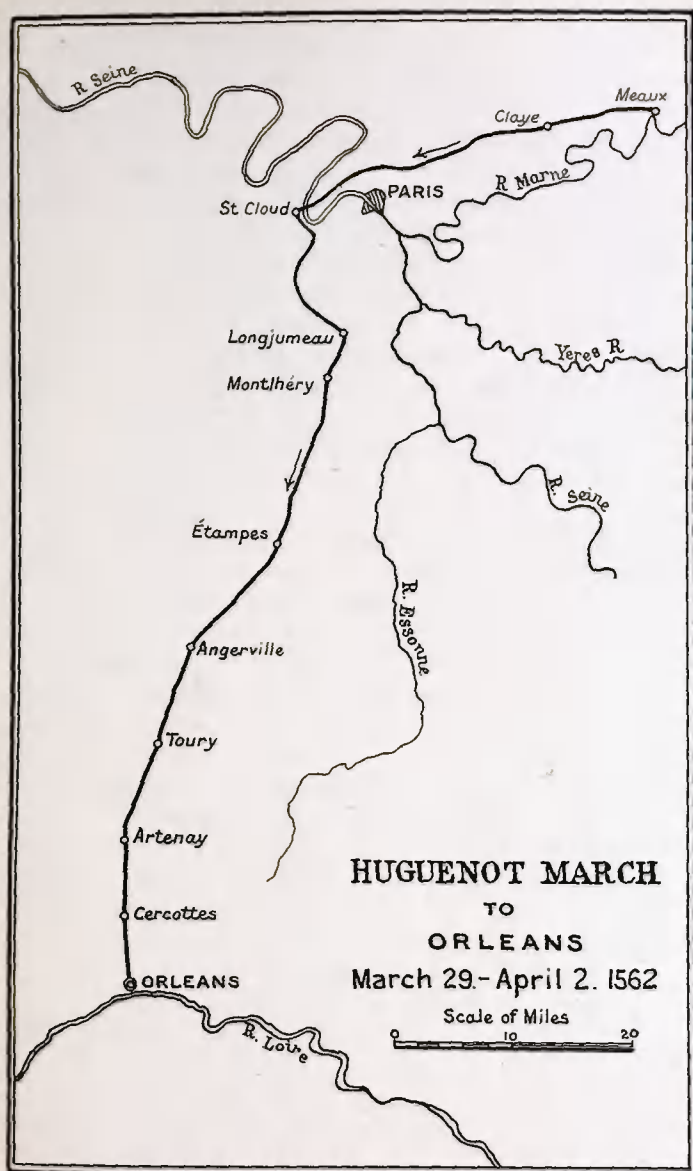 R Seine
Meaux
Claye
R Marne
PARIS
St Cloud
Longjumeau
Montlhéry
Yeres R
R. Seine
Étampes
R. Essonne
Angerville
Toury
Artenay
Cercottes
ORLEANS
R. Loire
HUGUENOT MARCH
TO
ORLEANS
March 29.-April 2. 1562
Scale of Miles
0 10 20